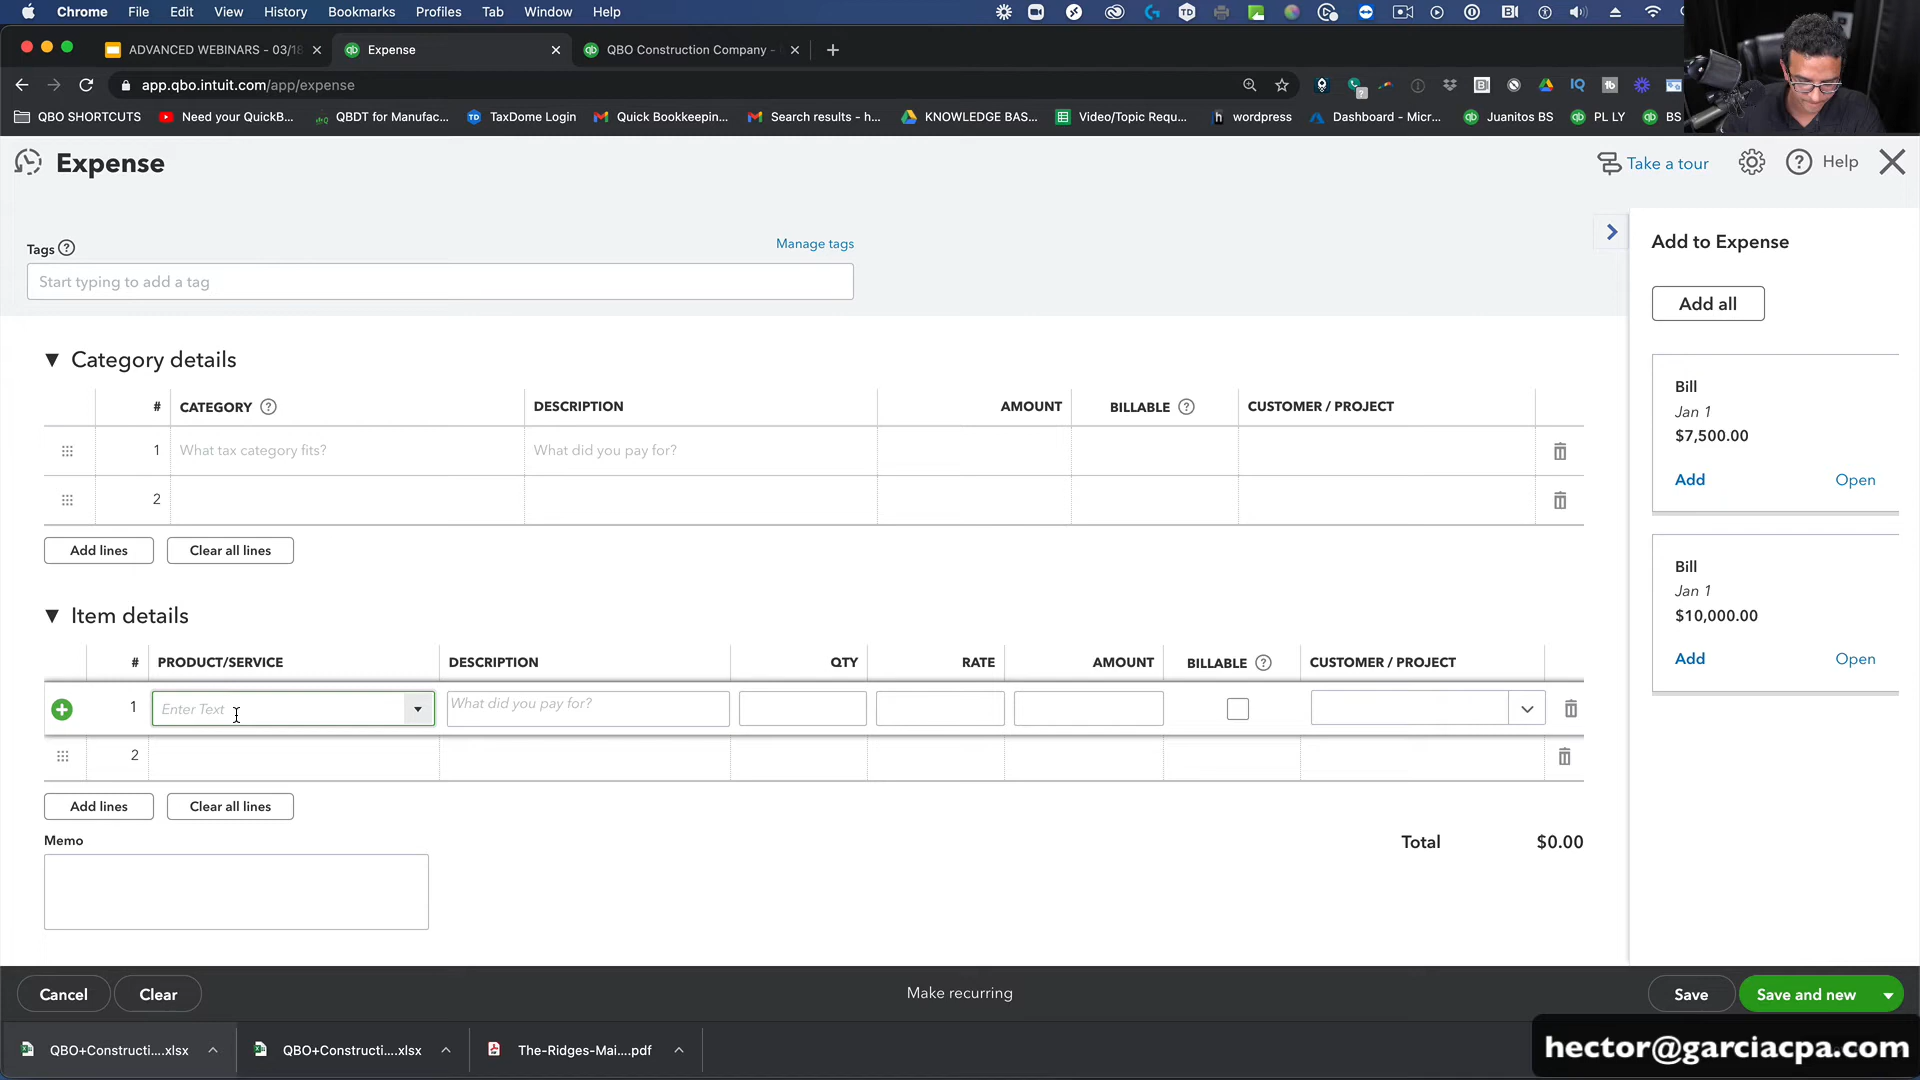 Chrome File Edit View History Bookmarks Profiles Tab Window Help
ADVANCED WEBINARS - 03/18
Expense
QBO Construction Company -
app.qbo.intuit.com/app/expense
QBO SHORTCUTS Need your QuickB... QBDT for Manufac... TaxDome Login Quick Bookkeepin... Search results - h... KNOWLEDGE BAS... Video/Topic Requ... wordpress Dashboard - Micr... Juanitos BS PL LY BS
Expense
Take a tour
Help
Tags
Manage tags
Start typing to add a tag
Category details
# CATEGORY DESCRIPTION AMOUNT BILLABLE CUSTOMER / PROJECT
1 What tax category fits? What did you pay for?
2
Add lines Clear all lines
Item details
# PRODUCT/SERVICE DESCRIPTION QTY RATE AMOUNT BILLABLE CUSTOMER / PROJECT
1 Enter Text What did you pay for?
2
Add lines Clear all lines
Memo
Total $0.00
Add to Expense
Add all
Bill
Jan 1
$7,500.00
Add Open
Bill
Jan 1
$10,000.00
Add Open
Cancel Clear Make recurring Save Save and new
QBO+Constructi....xlsx QBO+Constructi....xlsx The-Ridges-Mai....pdf
hector@garciacpa.com